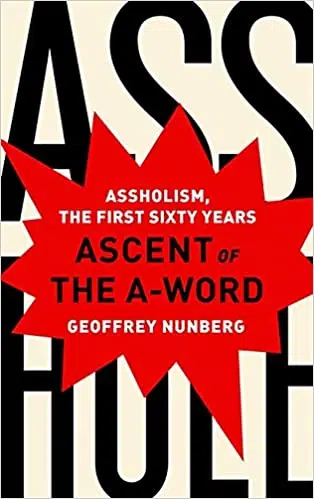 ASS
ASSHOLISM,
THE FIRST SIXTY YEARS
ASCENT OF
THE A-WORD
GEOFFREY NUNBERG
HOLE